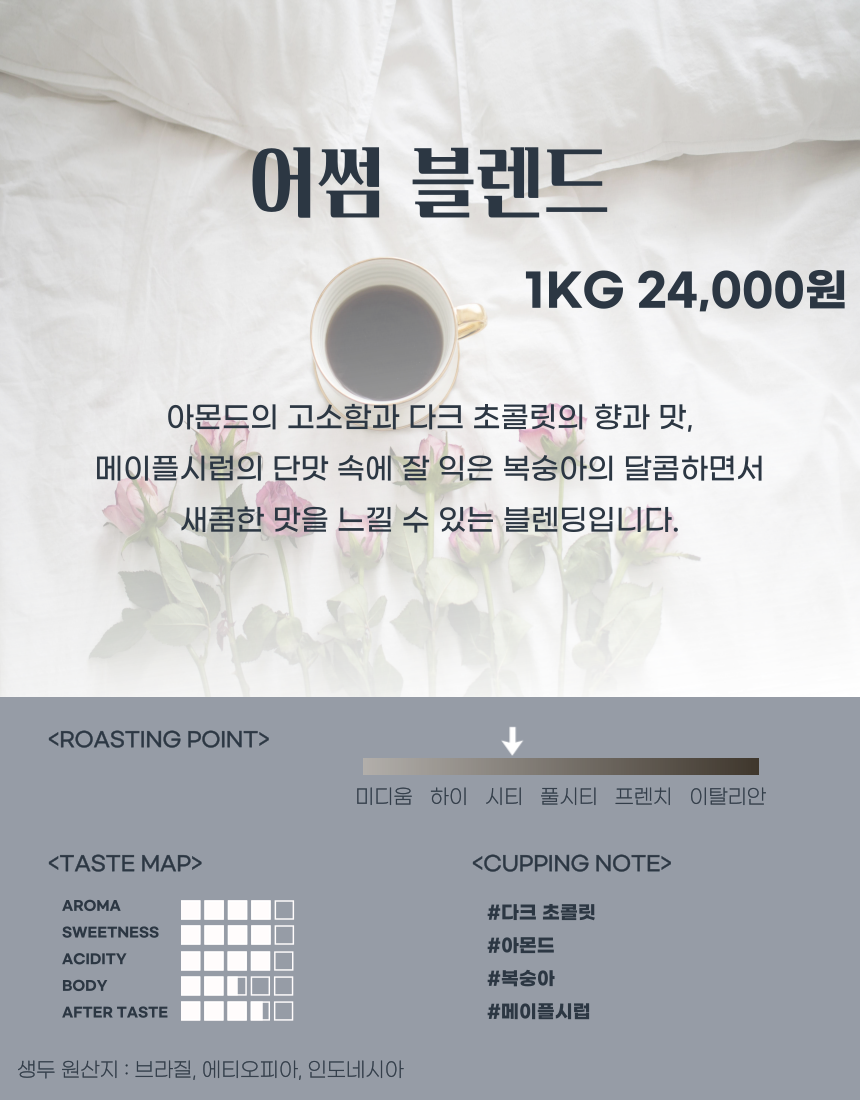 어썸 블렌드
1KG 24,000원
아몬드의 고소함과 다크 초콜릿의 향과 맛,
메이플시럽의 단맛 속에 잘 익은 복숭아의 달콤하면서
새콤한 맛을 느낄 수 있는 블렌딩입니다.
<ROASTING POINT>
미디움 하이 시티 풀시티 프렌치 이탈리안
<TASTE MAP>
AROMA
SWEETNESS
ACIDITY
BODY
AFTER TASTE
<CUPPING NOTE>
#다크 초콜릿
#아몬드
#복숭아
#메이플시럽
생두 원산지 : 브라질, 에티오피아, 인도네시아